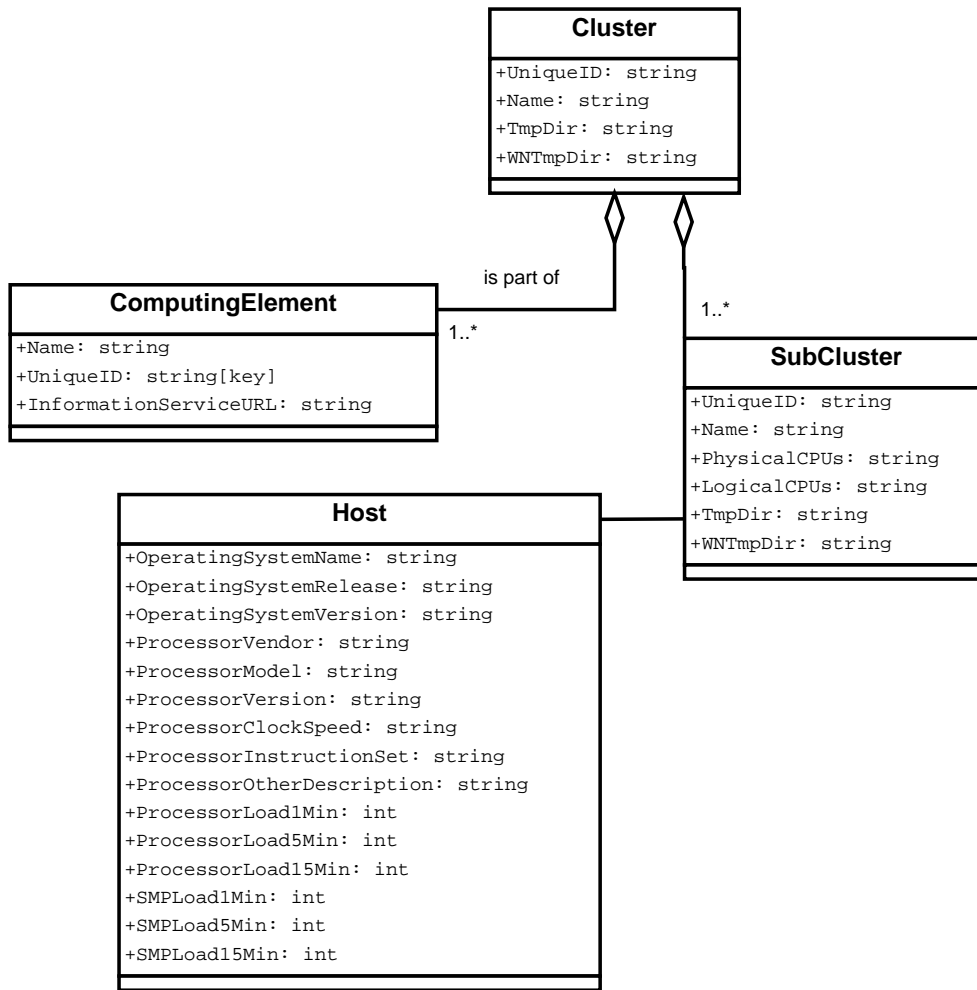 Cluster
+UniqueID: string
+Name: string
+TmpDir: string
+WNTmpDir: string
is part of
1..*
1..*
ComputingElement
+Name: string
+UniqueID: string[key]
+InformationServiceURL: string
SubCluster
+UniqueID: string
+Name: string
+PhysicalCPUs: string
+LogicalCPUs: string
+TmpDir: string
+WNTmpDir: string
Host
+OperatingSystemName: string
+OperatingSystemRelease: string
+OperatingSystemVersion: string
+ProcessorVendor: string
+ProcessorModel: string
+ProcessorVersion: string
+ProcessorClockSpeed: string
+ProcessorInstructionSet: string
+ProcessorOtherDescription: string
+ProcessorLoad1Min: int
+ProcessorLoad5Min: int
+ProcessorLoad15Min: int
+SMPLoad1Min: int
+SMPLoad5Min: int
+SMPLoad15Min: int